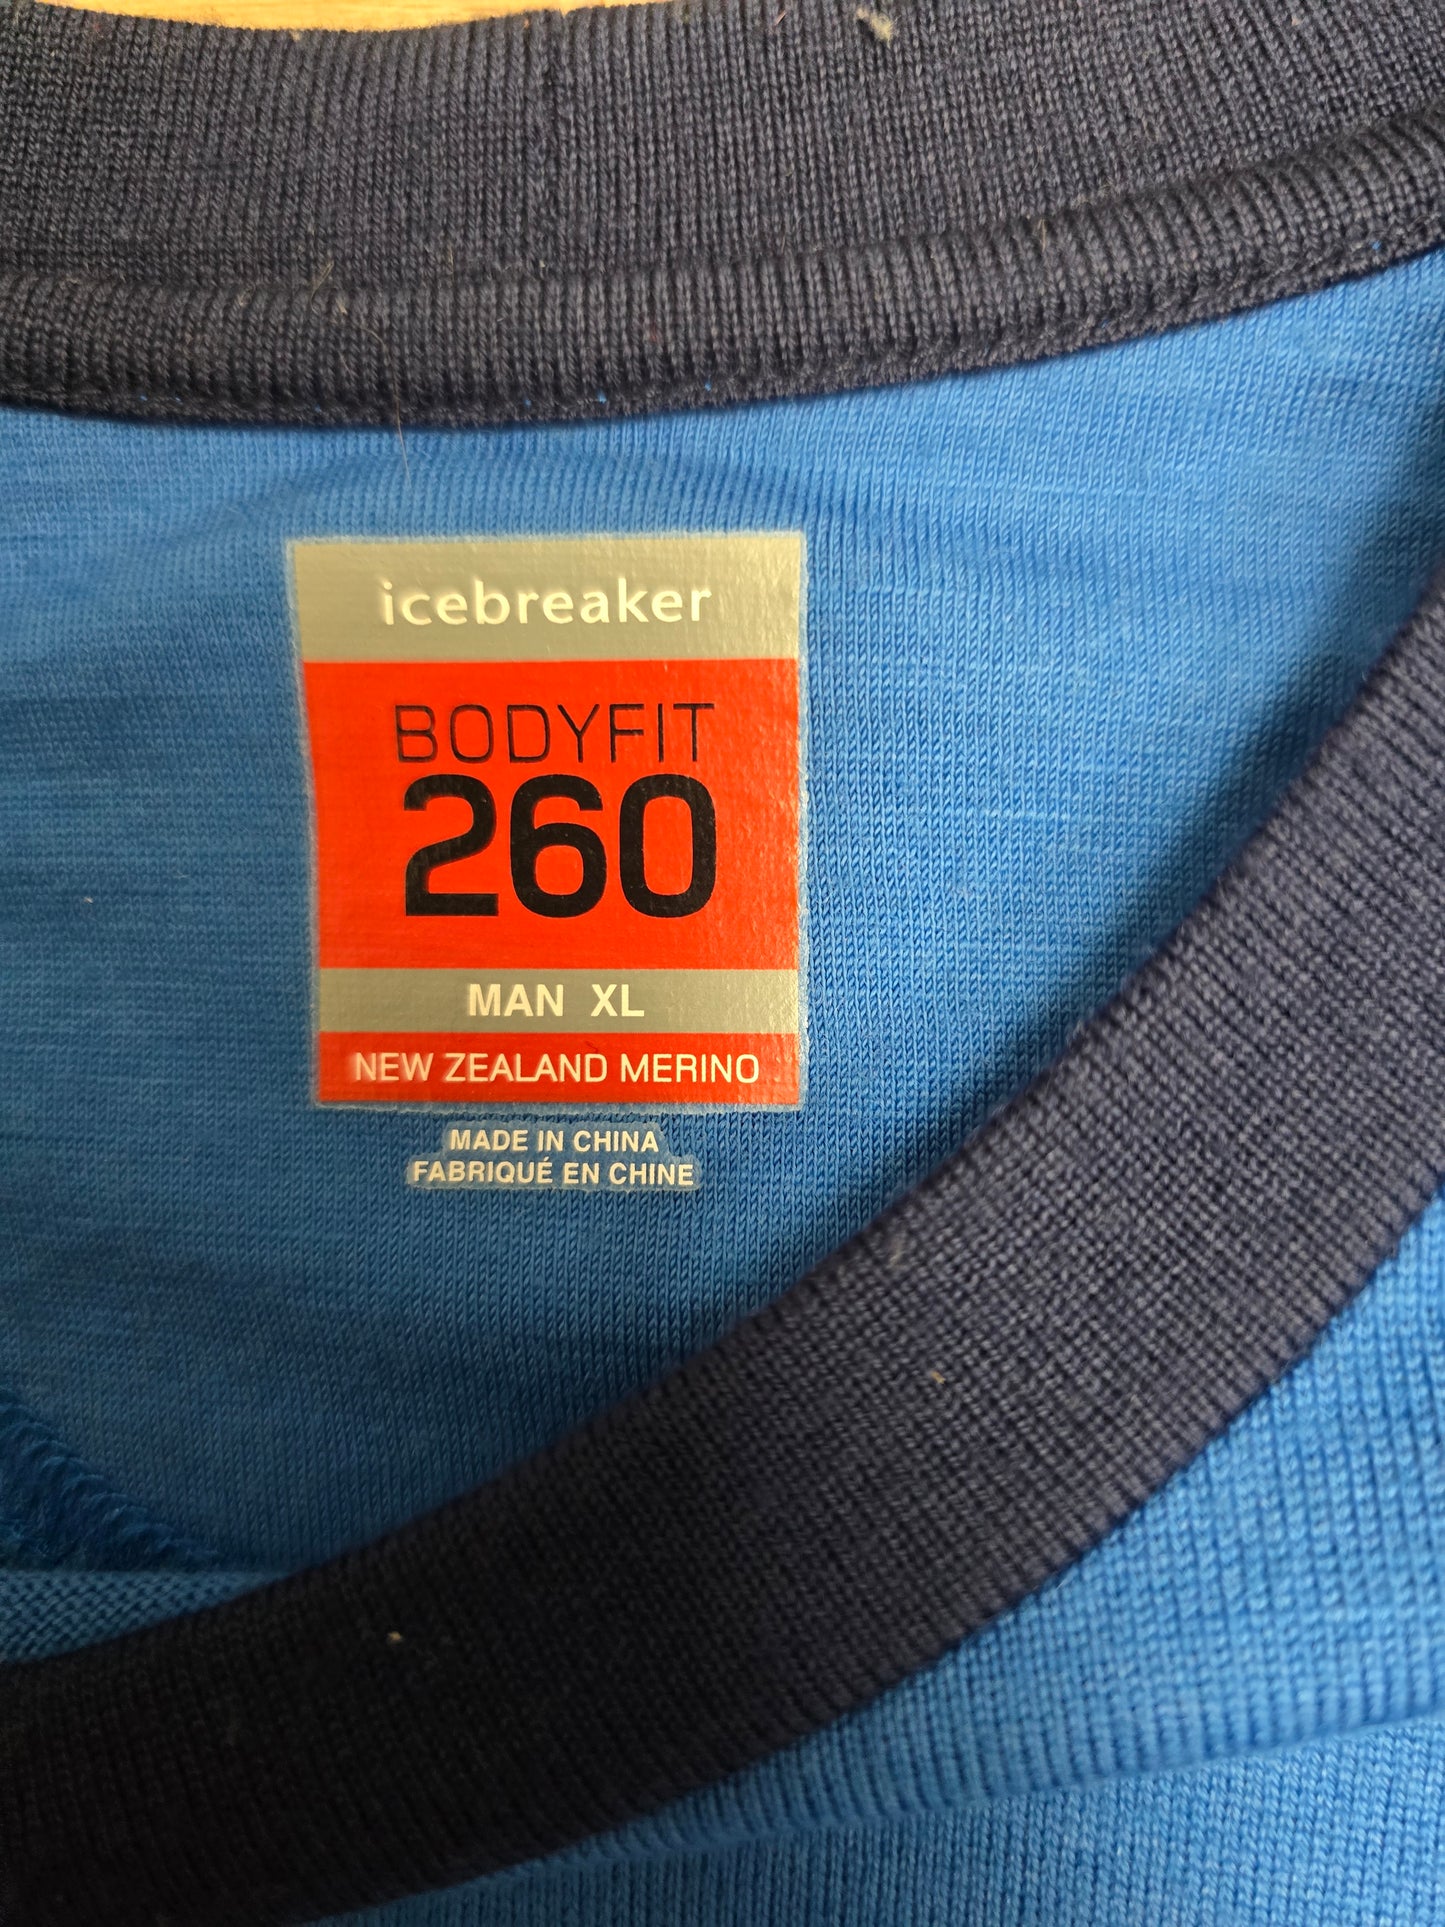 icebreaker
BODYFIT
260
MAN XL
NEW ZEALAND MERINO
MADE IN CHINA
FABRIQUÉ EN CHINE